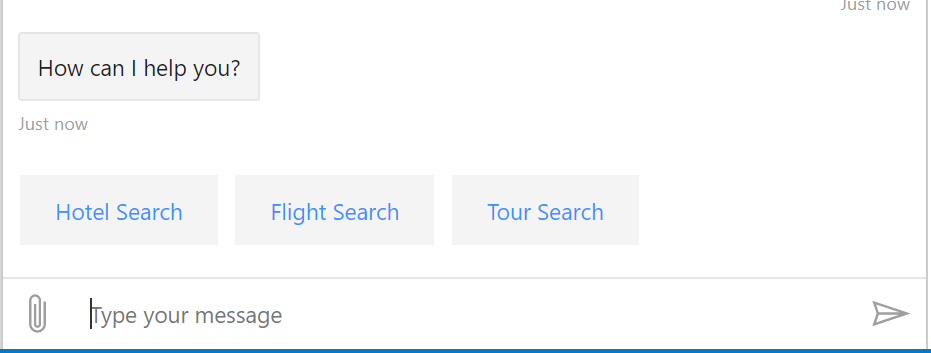 Just now
How can I help you?
Just now
Hotel Search Flight Search Tour Search
Type your message